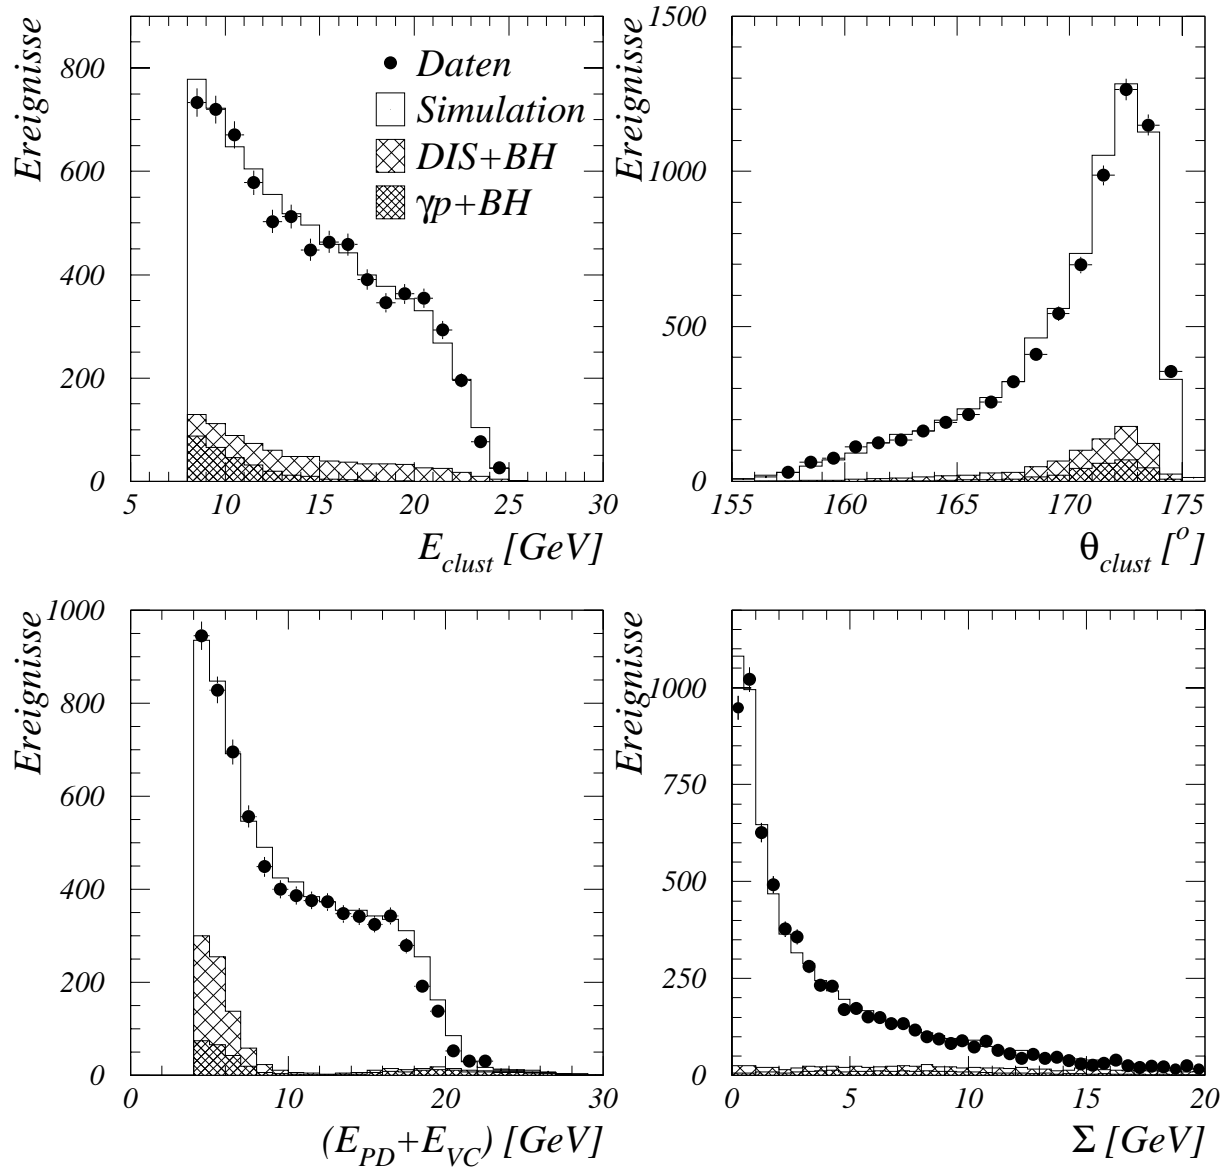 Ereignisse
800
600
400
200
0
5 10 15 20 25 30
E_clust [GeV]
Daten
Simulation
DIS+BH
γp+BH
Ereignisse
1500
1000
500
0
155 160 165 170 175
θ_clust [°]
Ereignisse
1000
800
600
400
200
0
0 10 20 30
(E_PD+E_VC) [GeV]
Ereignisse
1000
750
500
250
0
0 5 10 15 20
Σ [GeV]